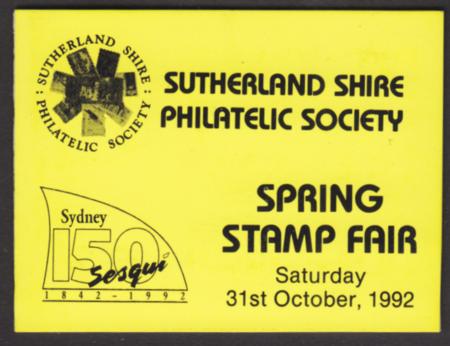 SUTHERLAND SHIRE
PHILATELIC SOCIETY
SUTHERLAND SHIRE
PHILATELIC SOCIETY
Sydney
150
Sesqui
1842-1992
SPRING
STAMP FAIR
Saturday
31st October, 1992